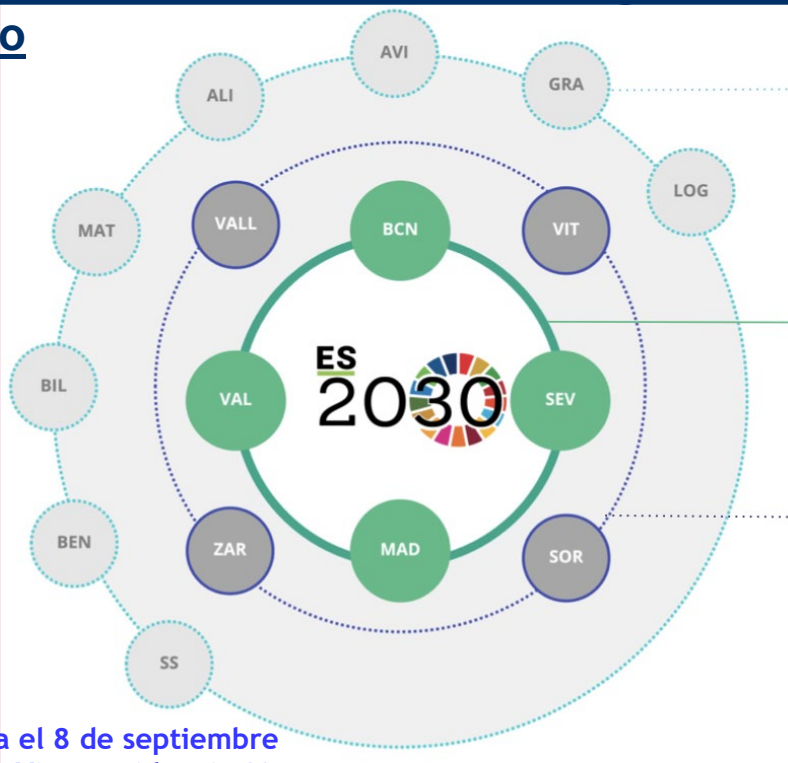 o
AVI
GRA
ALI
LOG
MAT
VALL
BCN
VIT
ES
2030
BIL
VAL
SEV
BEN
ZAR
MAD
SOR
SS
a el 8 de septiembre